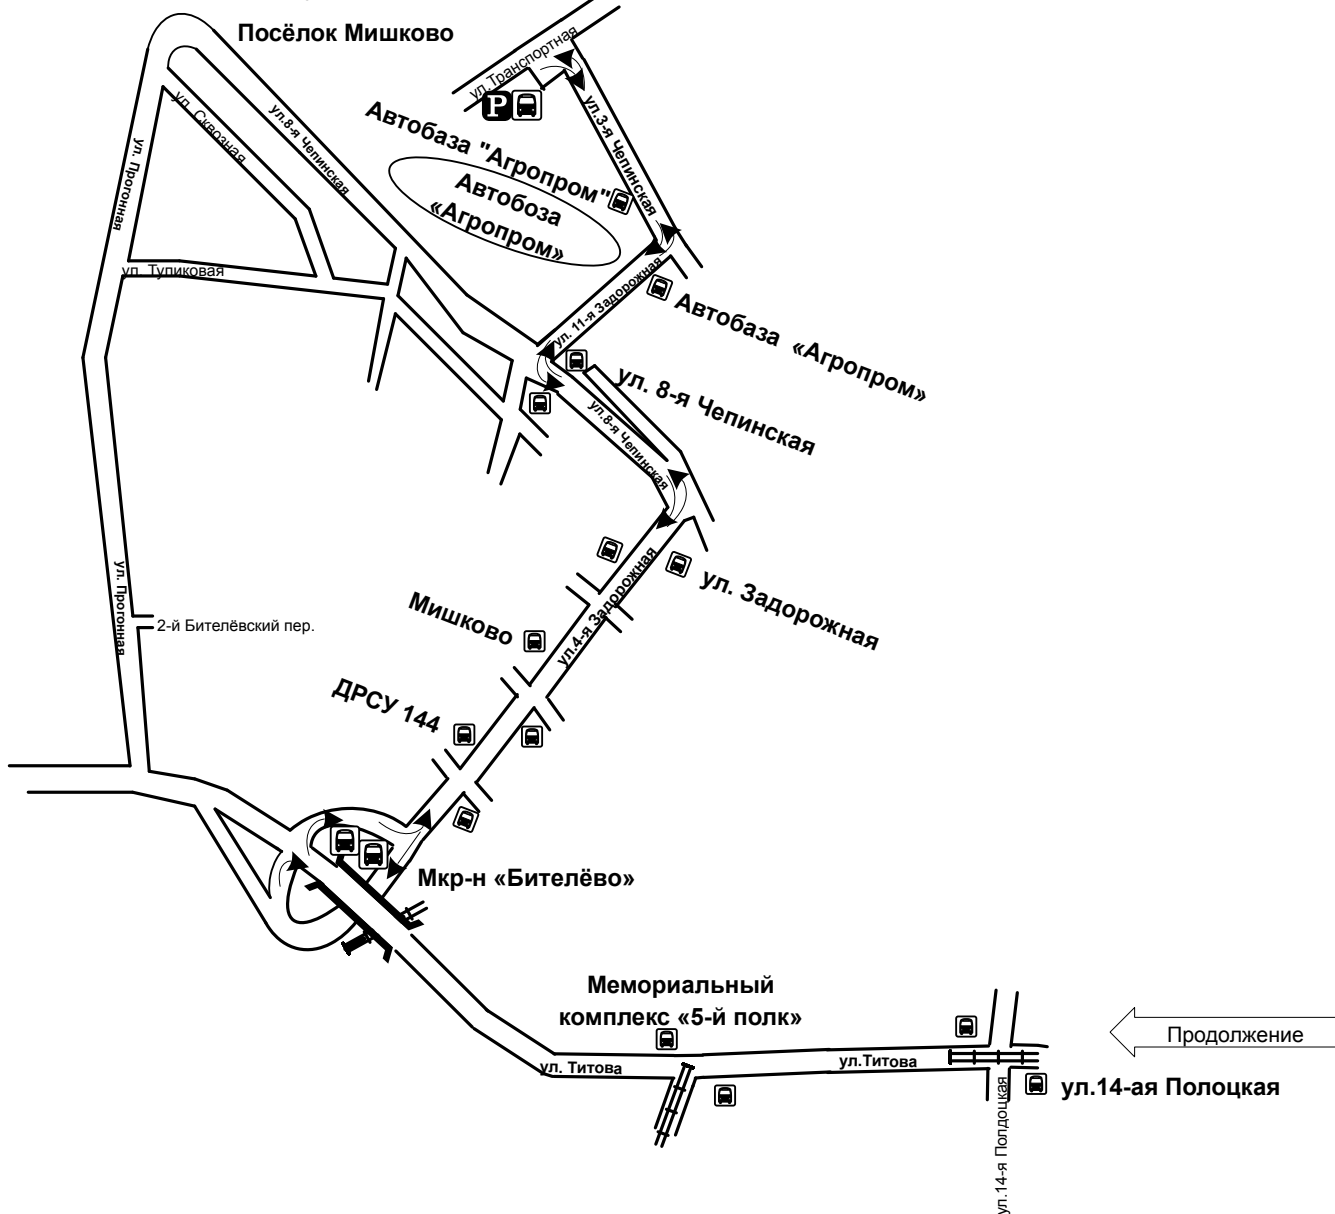 Посёлок Мишково
ул.Транспортная
P
ул. Сквозная
ул.8-я Чепинская
ул. Прогонная
Автобаза "Агропром"
ул.3-я Чепинская
Автобоза
«Агропром»
ул. Тупиковая
ул. 11-я Задорожная
Автобаза «Агропром»
ул. 8-я Чепинская
ул.8-я Чепинская
ул. Задорожная
ул.4-я Задорожная
Мишково
ул. Прогонная
2-й Бителёвский пер.
ДРСУ 144
Мкр-н «Бителёво»
Мемориальный
комплекс «5-й полк»
Продолжение
ул. Титова
ул.Титова
ул.14-ая Полоцкая
ул.14-я Полдоцкая